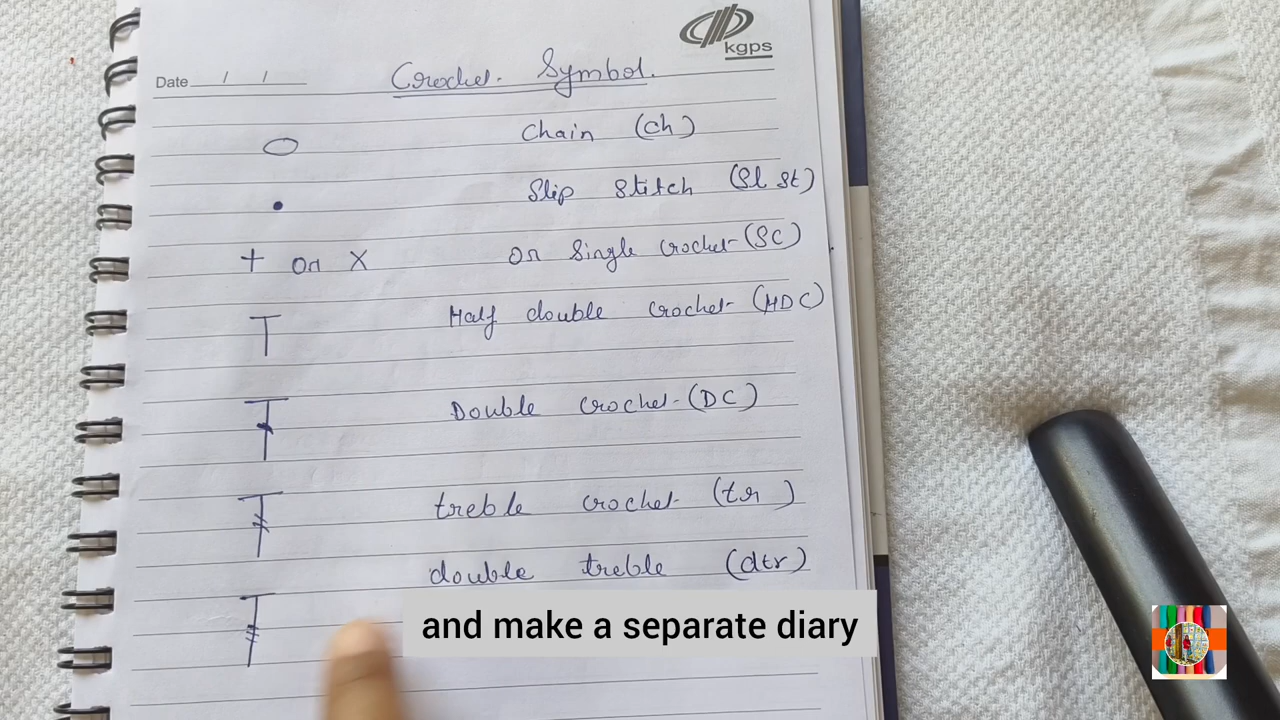 kgps
Date / /
Crochet Symbol.
Chain (ch)
Slip Stitch (Sl St)
+ or X or Single crochet (SC)
Half double crochet (HDC)
Double crochet (DC)
treble crochet (tr)
double treble (dtr)
and make a separate diary